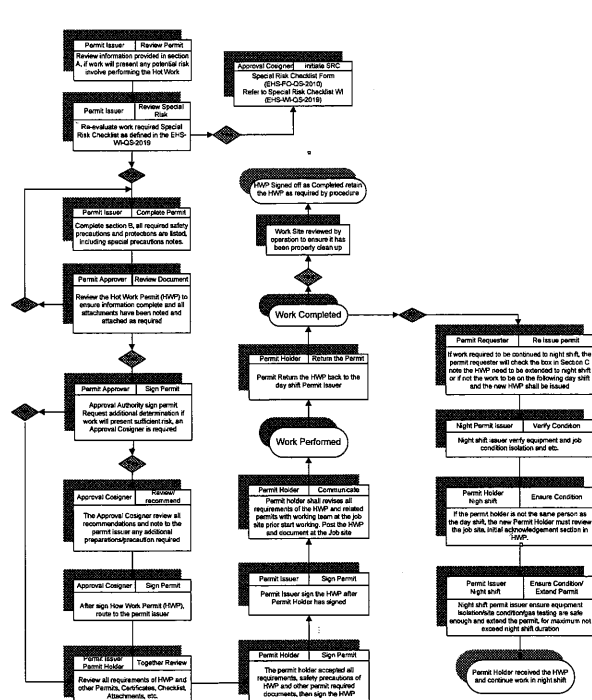 Permit Issuer Review Permit
Review information provided in section
A, if work will present any potential risk
involve performing the Hot Work
Approval Cosigner initiate SRC
Special Risk Checklist Form
(EHS-FO-QS-2010)
Refer to Special Risk Checklist WI
(EHS-WI-QS-2019)
Permit Issuer Review Special
Risk
Re-evaluate work required Special
Risk Checklist as defined in the EHS-
WI-QS-2019
Permit Issuer Complete Permit
Complete section B, all required safety
precautions and protections are listed,
including special precautions notes.
Permit Approver Review Document
Review the Hot Work Permit (HWP) to
ensure information complete and all
attachments have been noted and
attached as required
Permit Approver Sign Permit
Approval Authority sign permit
Request additional determination if
work will present sufficient risk, an
Approval Cosigner is required
Approval Cosigner Review/
recommend
The Approval Cosigner review all
recommendations and note to the
permit issuer any additional
preparations/precaution required
Approval Cosigner Sign Permit
After sign How Work Permit (HWP),
route to the permit issuer
Permit Issuer
Permit Holder Together Review
Review all requirements of HWP and
other Permits, Certificates, Checklist,
Attachments, etc.
HWP Signed off as Completed retain
the HWP as required by procedure
Work Site reviewed by
operation to ensure it has
been properly clean up
Work Completed
Permit Holder Return the Permit
Permit Return the HWP back to the
day shift Permit Issuer
Work Performed
Permit Holder Communicate
Permit holder shall revises all
requirements of the HWP and related
permits with working team at the job
site prior start working. Post the HWP
and document at the Job site
Permit Issuer Sign Permit
Permit Issuer sign the HWP after
Permit Holder has signed
Permit Holder Sign Permit
The permit holder accepted all
requirements, safety precautions of
HWP and other permit required
documents, then sign the HWP
Permit Requester Re issue permit
If work required to be continued to night shift, the
permit requester will check the box in Section C
note the HWP need to be extended to night shift
or if not the work to be on the following day shift
and the new HWP shall be issued
Night Permit Issuer Verify Condition
Night shift issuer verify equipment and job
condition isolation and etc.
Permit Holder
Nigh shift Ensure Condition
If the permit holder is not the same person as
the day shift, the new Permit Holder must review
the job site, initial acknowledgement section in
HWP.
Permit Issuer
Night shift Ensure Condition/
Extend Permit
Night shift permit issuer ensure equipment
isolation/site condition/gas testing are safe
enough and extend the permit, for maximum not
exceed night shift duration
Permit Holder received the HWP
and continue work in night shift